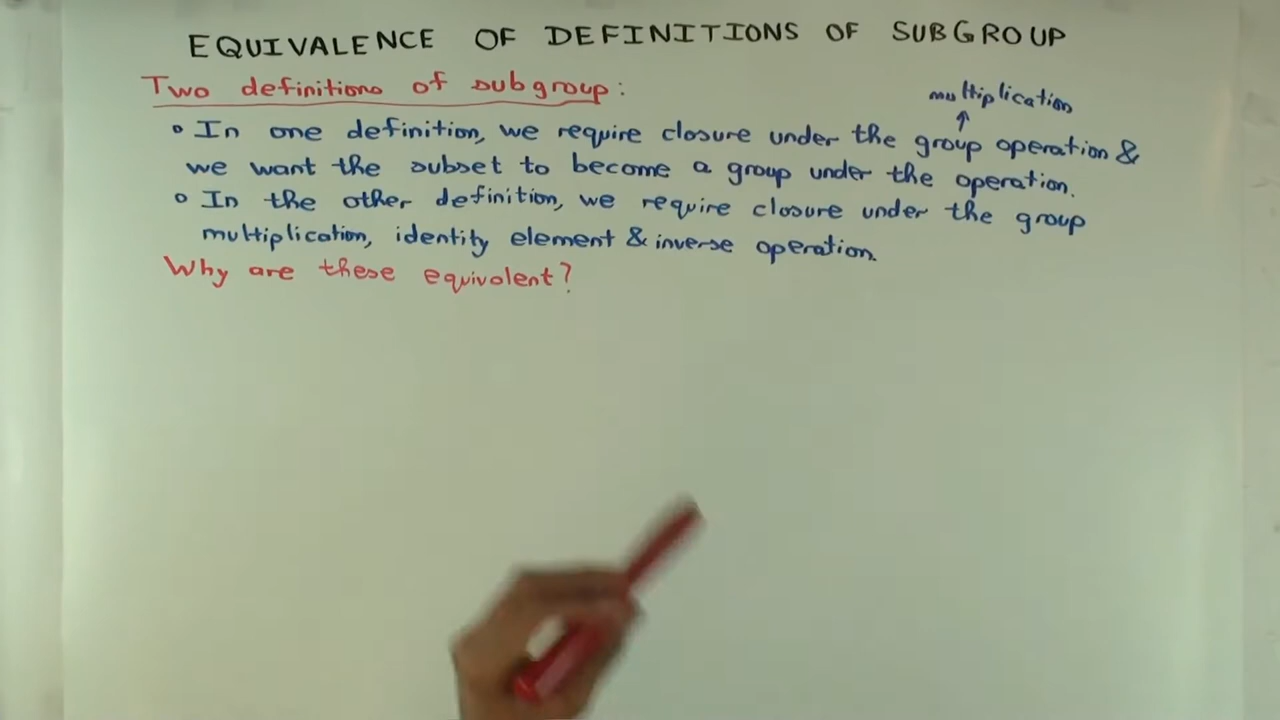 EQUIVALENCE OF DEFINITIONS OF SUBGROUP
Two definitions of subgroup:
multiplication
↑
• In one definition, we require closure under the group operation &
we want the subset to become a group under the operation.
• In the other definition, we require closure under the group
multiplication, identity element & inverse operation.
Why are these equivolent?